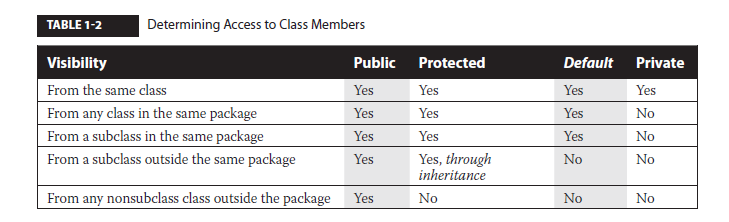 TABLE 1-2 Determining Access to Class Members
Visibility Public Protected Default Private
From the same class Yes Yes Yes Yes
From any class in the same package Yes Yes Yes No
From a subclass in the same package Yes Yes Yes No
From a subclass outside the same package Yes Yes, through No No
inheritance
From any nonsubclass class outside the package Yes No No No